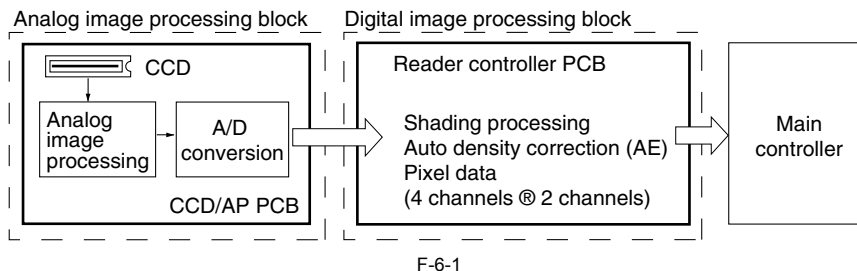 Analog image processing block
Digital image processing block
CCD
Analog
image
processing
A/D
conversion
CCD/AP PCB
Reader controller PCB
Shading processing
Auto density correction (AE)
Pixel data
(4 channels ® 2 channels)
Main
controller
F-6-1